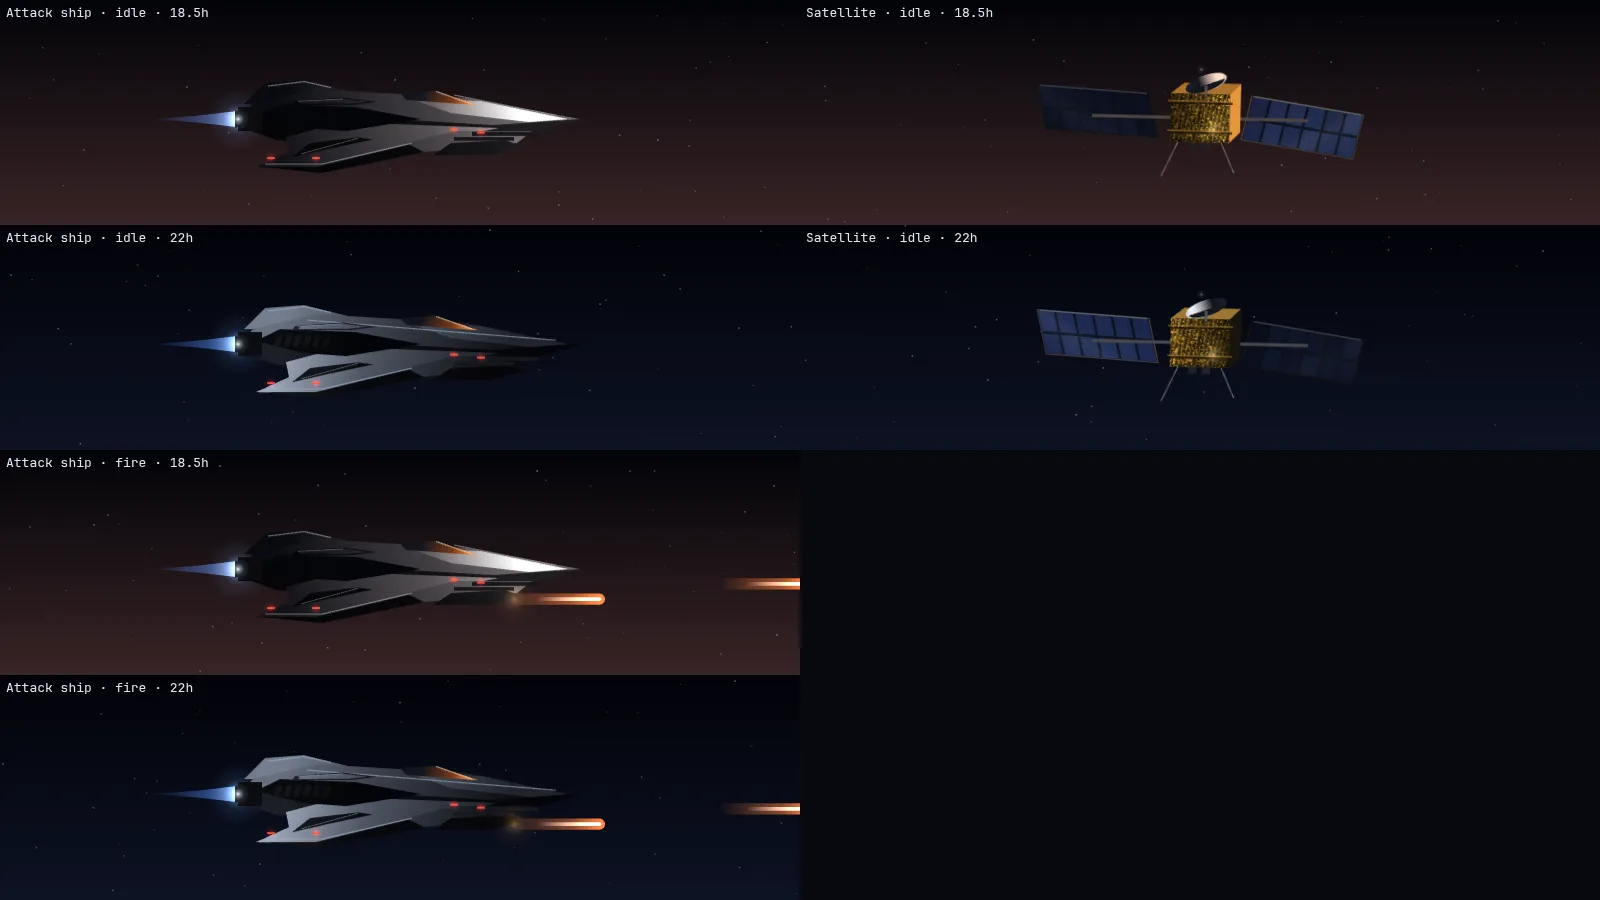 Attack ship · idle · 18.5h
Satellite · idle · 18.5h
Attack ship · idle · 22h
Satellite · idle · 22h
Attack ship · fire · 18.5h
Attack ship · fire · 22h